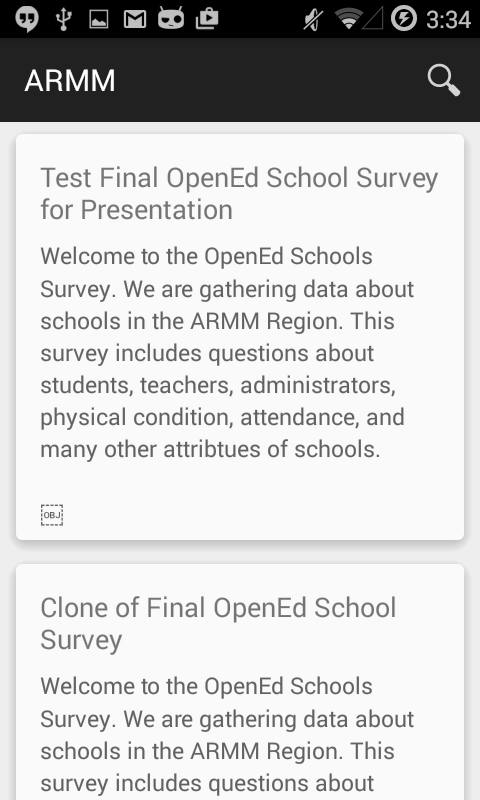 3:34
ARMM
Test Final OpenEd School Survey
for Presentation
Welcome to the OpenEd Schools
Survey. We are gathering data about
schools in the ARMM Region. This
survey includes questions about
students, teachers, administrators,
physical condition, attendance, and
many other attribtues of schools.
OBJ
Clone of Final OpenEd School
Survey
Welcome to the OpenEd Schools
Survey. We are gathering data about
schools in the ARMM Region. This
survey includes questions about